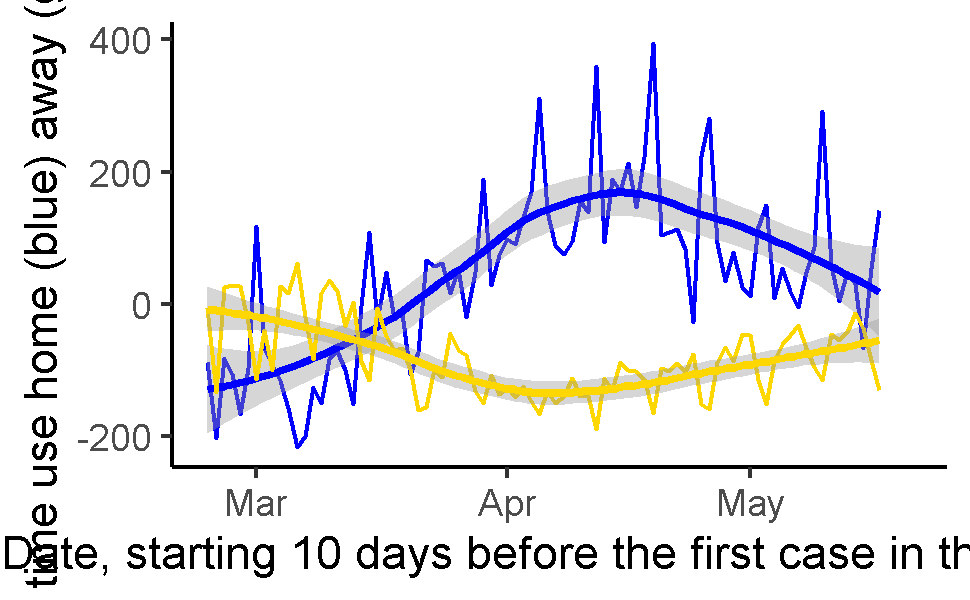 time use home (blue) away (
400
200
0
-200
Mar Apr May
Date, starting 10 days before the first case in th